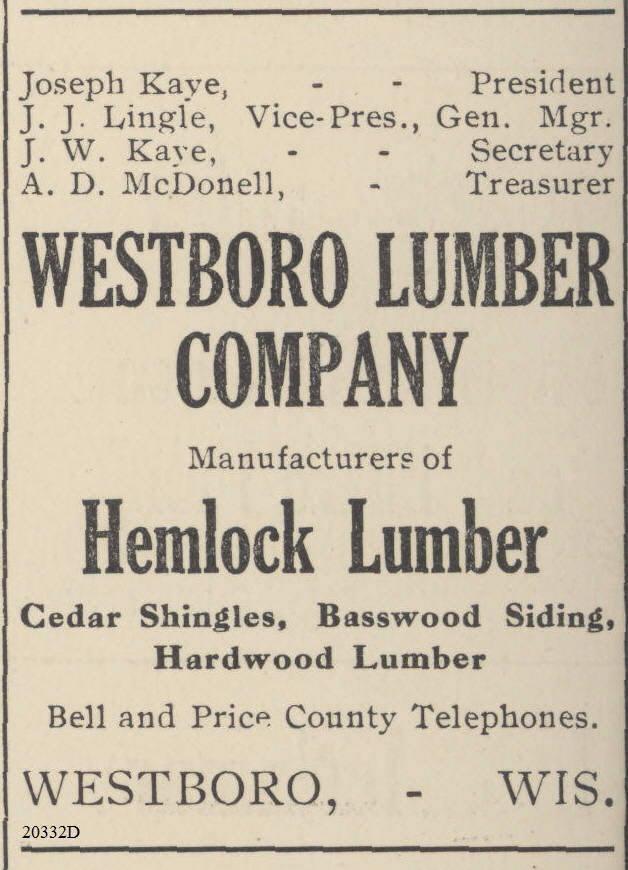 Joseph Kaye, - - President
J. J. Lingle, Vice-Pres., Gen. Mgr.
J. W. Kaye, - - Secretary
A. D. McDonell, - Treasurer
WESTBORO LUMBER
COMPANY
Manufacturers of
Hemlock Lumber
Cedar Shingles, Basswood Siding,
Hardwood Lumber
Bell and Price County Telephones.
WESTBORO, - WIS.
20332D